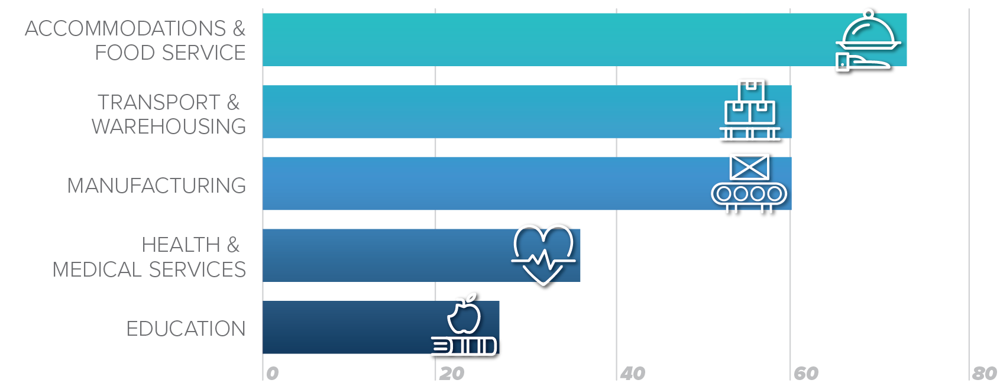 ACCOMMODATIONS &
FOOD SERVICE
TRANSPORT &
WAREHOUSING
MANUFACTURING
HEALTH &
MEDICAL SERVICES
EDUCATION
0 20 40 60 80